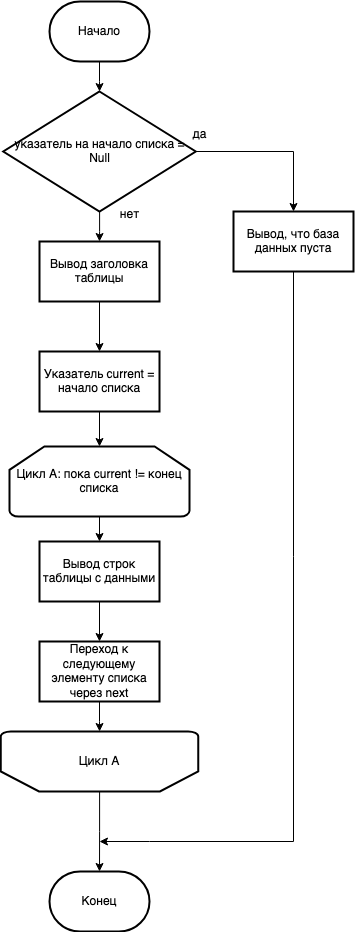 Начало
указатель на начало списка =
Null
да
нет
Вывод заголовка
таблицы
Вывод, что база
данных пуста
Указатель current =
начало списка
Цикл А: пока current != конец
списка
Вывод строк
таблицы с данными
Переход к
следующему
элементу списка
через next
Цикл А
Конец